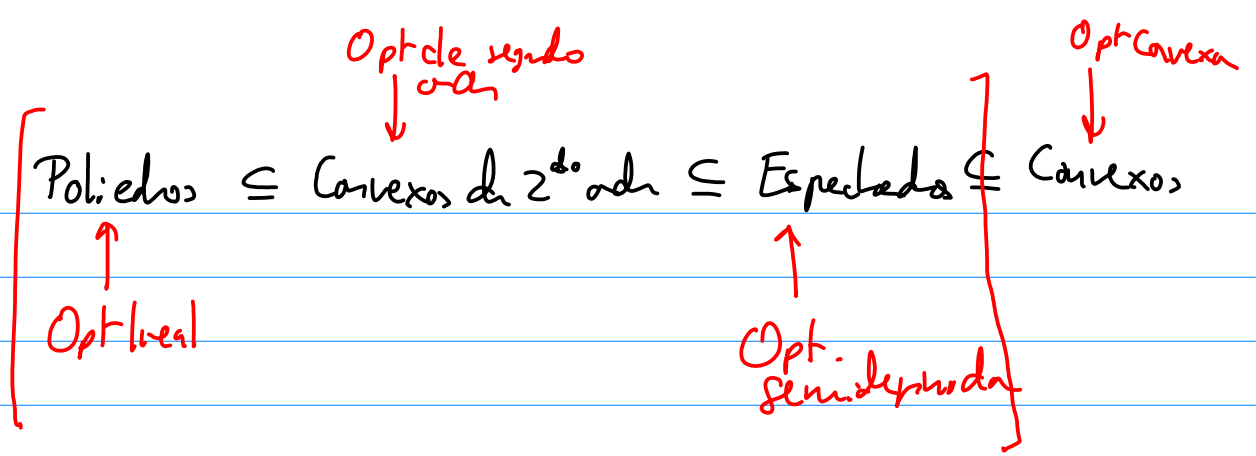 Opt de segundo
orden
Opt Convexa
Poliedros ⊆ Convexos de 2do orden ⊆ Espectraedros ⊆ Convexos
Opt lineal
Opt.
semidefinida